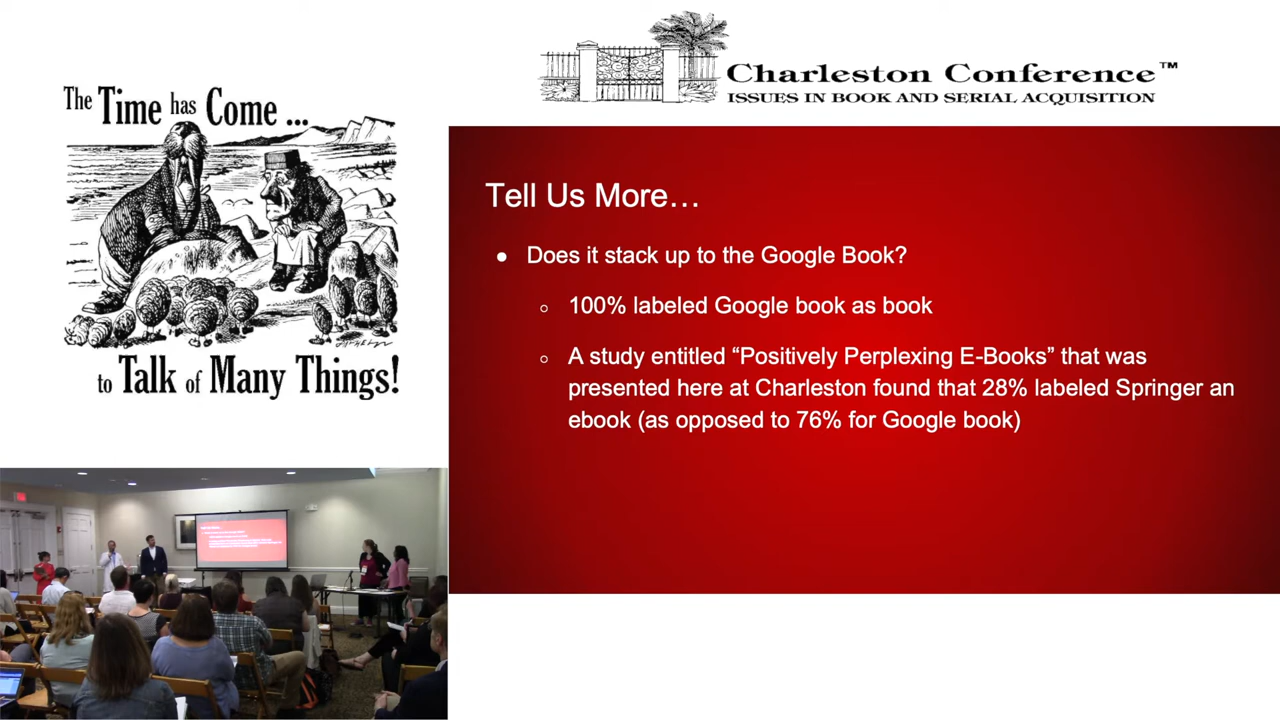 The Time has Come ...
to Talk of Many Things!
Charleston Conference™
ISSUES IN BOOK AND SERIAL ACQUISITION
Tell Us More…
● Does it stack up to the Google Book?
○ 100% labeled Google book as book
○ A study entitled “Positively Perplexing E-Books” that was
presented here at Charleston found that 28% labeled Springer an
ebook (as opposed to 76% for Google book)